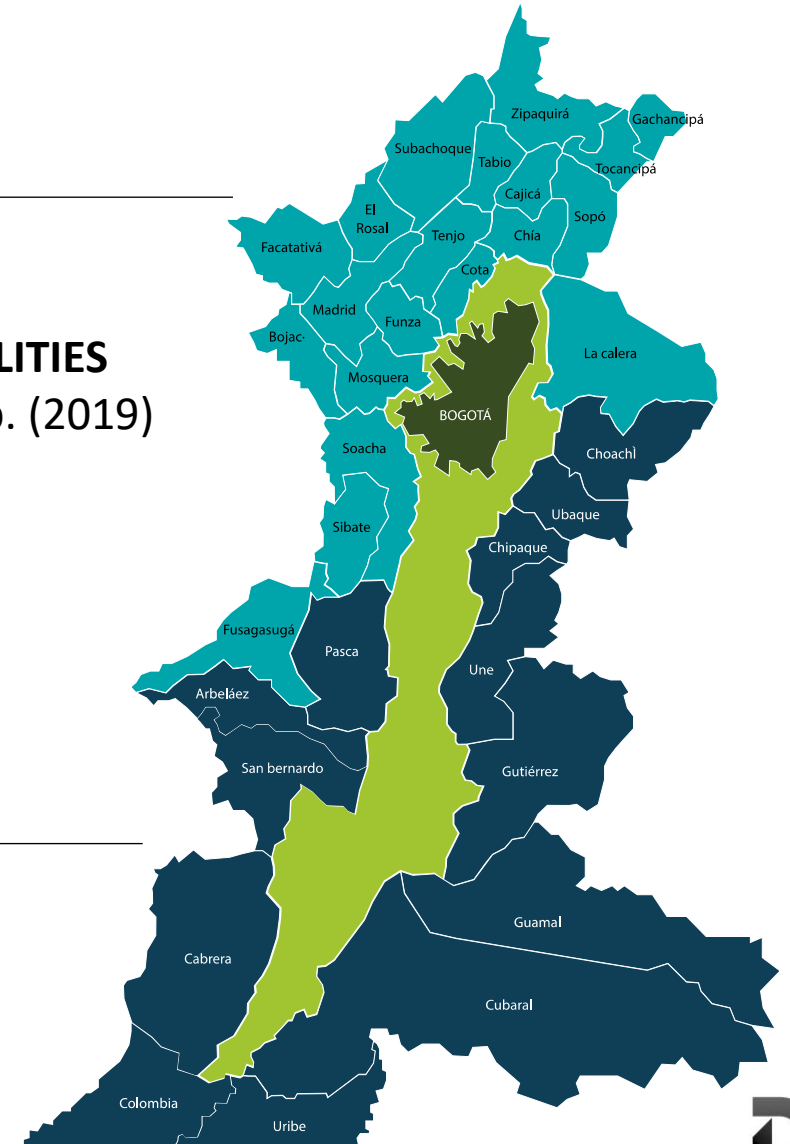 Zipaquirá
Gachancipá
Subachoque
Tabio
Tocancipá
Cajicá
El
Rosal
Sopó
Facatativá
Tenjo
Chía
Cota
Madrid
Funza
Bojac·
LITIES
Mosquera
La calera
o. (2019)
BOGOTÁ
Soacha
Choachì
Ubaque
Sibate
Chipaque
Fusagasugá
Pasca
Une
Arbeláez
San bernardo
Gutiérrez
Guamal
Cabrera
Cubaral
Colombia
Uribe